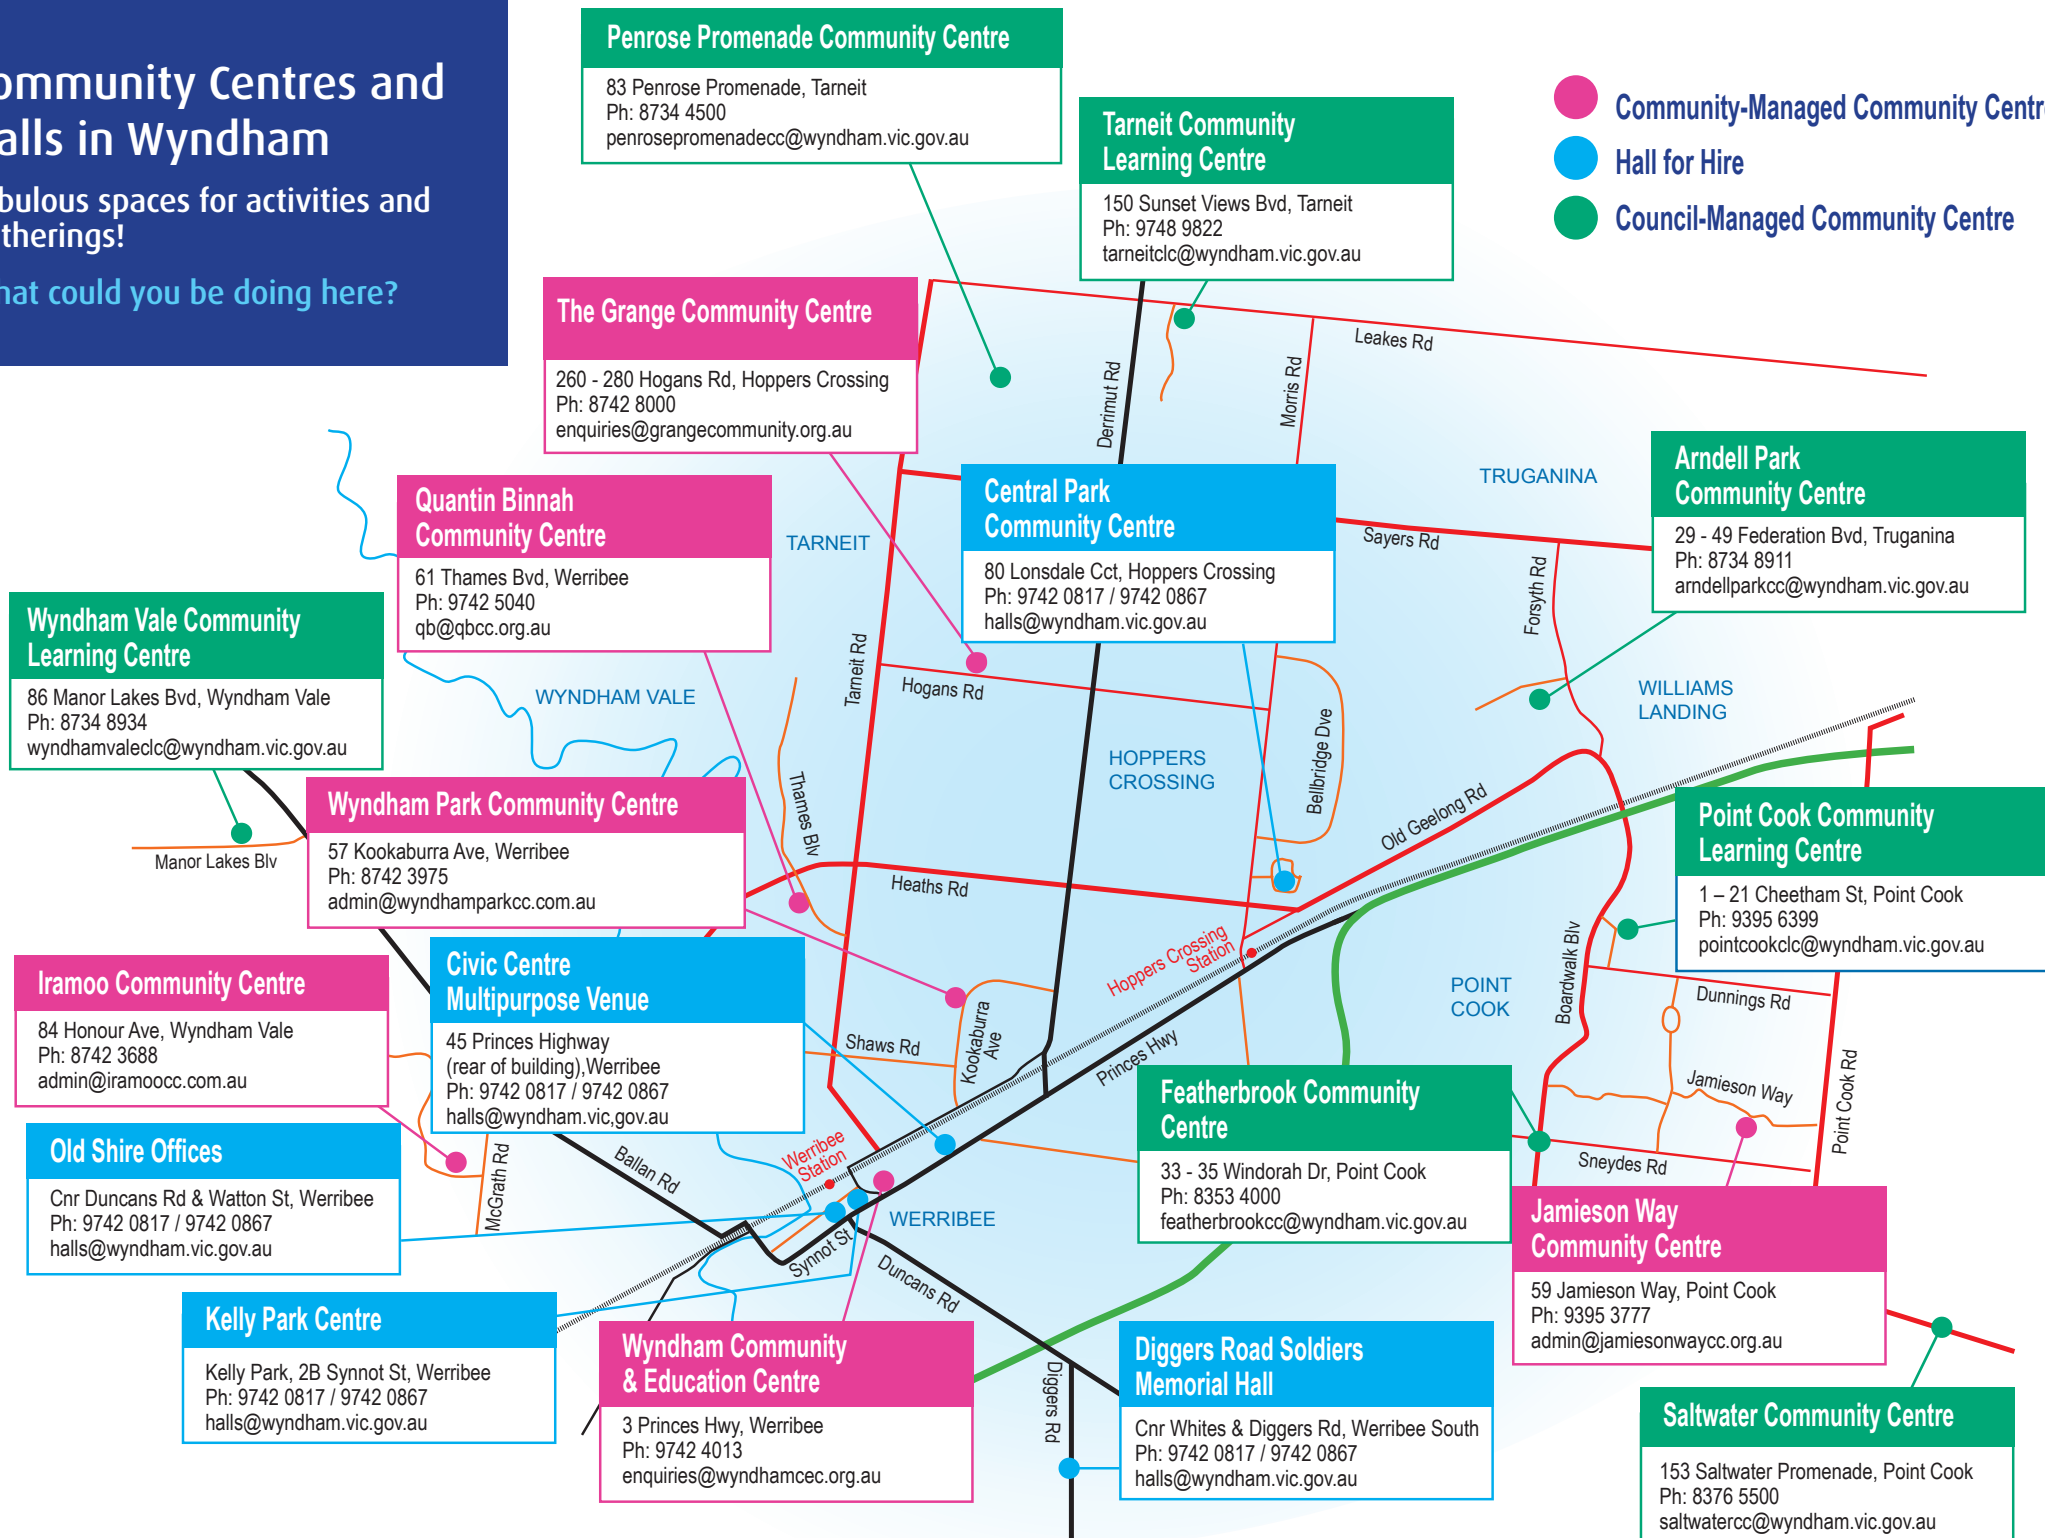 ommunity Centres and
alls in Wyndham
bulous spaces for activities and
therings!
hat could you be doing here?
Penrose Promenade Community Centre
83 Penrose Promenade, Tarneit
Ph: 8734 4500
penrosepromenadecc@wyndham.vic.gov.au
Tarneit Community
Learning Centre
150 Sunset Views Bvd, Tarneit
Ph: 9748 9822
tarneitclc@wyndham.vic.gov.au
Community-Managed Community Centre
Hall for Hire
Council-Managed Community Centre
The Grange Community Centre
260 - 280 Hogans Rd, Hoppers Crossing
Ph: 8742 8000
enquiries@grangecommunity.org.au
Leakes Rd
Derrimut Rd
Morris Rd
Quantin Binnah
Community Centre
61 Thames Bvd, Werribee
Ph: 9742 5040
qb@qbcc.org.au
TARNEIT
Central Park
Community Centre
80 Lonsdale Cct, Hoppers Crossing
Ph: 9742 0817 / 9742 0867
halls@wyndham.vic.gov.au
TRUGANINA
Sayers Rd
Forsyth Rd
Arndell Park
Community Centre
29 - 49 Federation Bvd, Truganina
Ph: 8734 8911
arndellparkcc@wyndham.vic.gov.au
Wyndham Vale Community
Learning Centre
86 Manor Lakes Bvd, Wyndham Vale
Ph: 8734 8934
wyndhamvaleclc@wyndham.vic.gov.au
WYNDHAM VALE
Tarneit Rd
Hogans Rd
HOPPERS
CROSSING
Bellbridge Dve
WILLIAMS
LANDING
Manor Lakes Blv
Wyndham Park Community Centre
57 Kookaburra Ave, Werribee
Ph: 8742 3975
admin@wyndhamparkcc.com.au
Thames Blv
Heaths Rd
Old Geelong Rd
Point Cook Community
Learning Centre
1 – 21 Cheetham St, Point Cook
Ph: 9395 6399
pointcookclc@wyndham.vic.gov.au
Iramoo Community Centre
84 Honour Ave, Wyndham Vale
Ph: 8742 3688
admin@iramoocc.com.au
Civic Centre
Multipurpose Venue
45 Princes Highway
(rear of building),Werribee
Ph: 9742 0817 / 9742 0867
halls@wyndham.vic,gov.au
Shaws Rd
Kookaburra
Ave
Hoppers Crossing
Station
Princes Hwy
POINT
COOK
Boardwalk Blv
Dunnings Rd
Jamieson Way
Point Cook Rd
Sneydes Rd
Old Shire Offices
Cnr Duncans Rd & Watton St, Werribee
Ph: 9742 0817 / 9742 0867
halls@wyndham.vic.gov.au
McGrath Rd
Ballan Rd
Werribee
Station
WERRIBEE
Synnot St
Duncans Rd
Featherbrook Community
Centre
33 - 35 Windorah Dr, Point Cook
Ph: 8353 4000
featherbrookcc@wyndham.vic.gov.au
Jamieson Way
Community Centre
59 Jamieson Way, Point Cook
Ph: 9395 3777
admin@jamiesonwaycc.org.au
Kelly Park Centre
Kelly Park, 2B Synnot St, Werribee
Ph: 9742 0817 / 9742 0867
halls@wyndham.vic.gov.au
Wyndham Community
& Education Centre
3 Princes Hwy, Werribee
Ph: 9742 4013
enquiries@wyndhamcec.org.au
Diggers Rd
Diggers Road Soldiers
Memorial Hall
Cnr Whites & Diggers Rd, Werribee South
Ph: 9742 0817 / 9742 0867
halls@wyndham.vic.gov.au
Saltwater Community Centre
153 Saltwater Promenade, Point Cook
Ph: 8376 5500
saltwatercc@wyndham.vic.gov.au